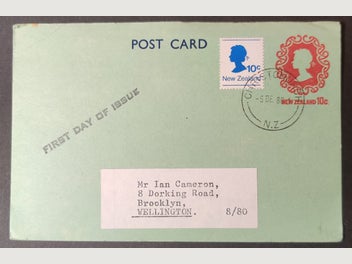 POST CARD
10c
New Zealand
NEW ZEALAND 10c
N.Z.
FIRST DAY OF ISSUE
Mr Ian Cameron,
8 Dorking Road,
Brooklyn,
WELLINGTON. 8/80